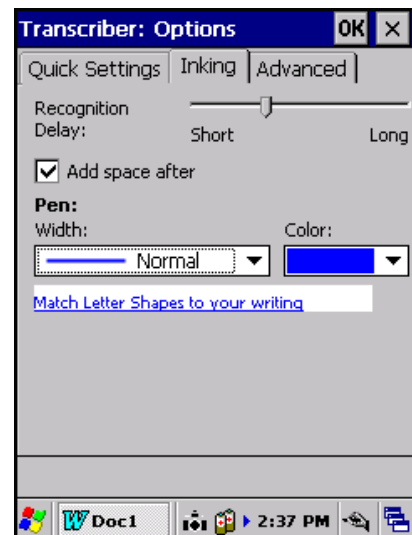 Transcriber: Options OK ×
Quick Settings Inking Advanced
Recognition
Delay:
Short Long
Add space after
Pen:
Width: Color:
Normal
Match Letter Shapes to your writing
W Doc1 2:37 PM